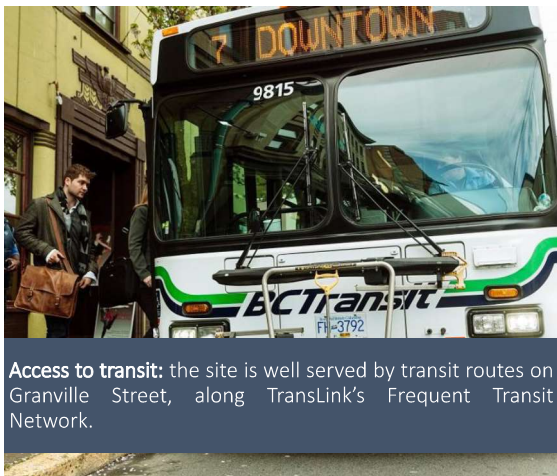 7 DOWNTOWN
9815
BCTransit
FH 3792
Access to transit: the site is well served by transit routes on
Granville Street, along TransLink's Frequent Transit
Network.